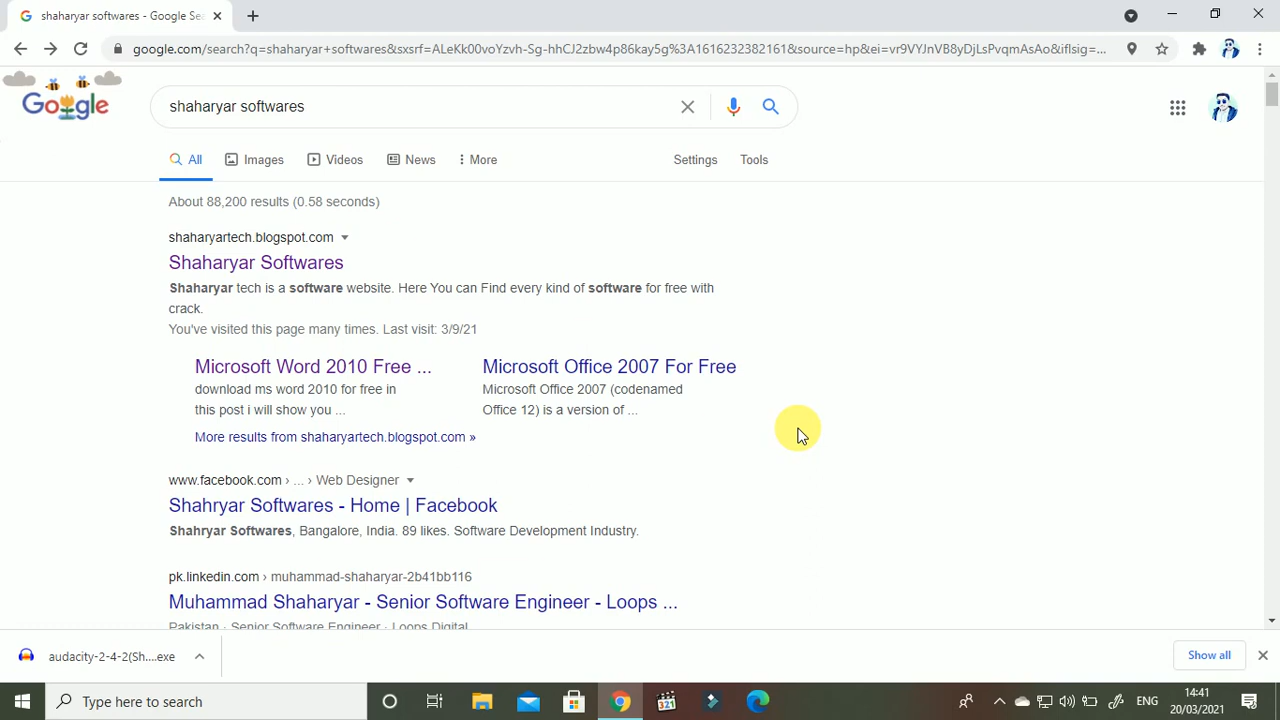 shaharyar softwares - Google Sea
google.com/search?q=shaharyar+softwares&sxsrf=ALeKk00voYzvh-Sg-hhCJ2zbw4p86kay5g%3A1616232382161&source=hp&ei=vr9VYJnVB8yDjLsPvqmAsAo&iflsig=...
Google
shaharyar softwares
All Images Videos News More Settings Tools
About 88,200 results (0.58 seconds)
shaharyartech.blogspot.com
Shaharyar Softwares
Shaharyar tech is a software website. Here You can Find every kind of software for free with
crack.
You've visited this page many times. Last visit: 3/9/21
Microsoft Word 2010 Free ...
download ms word 2010 for free in
this post i will show you ...
Microsoft Office 2007 For Free
Microsoft Office 2007 (codenamed
Office 12) is a version of ...
More results from shaharyartech.blogspot.com »
www.facebook.com › ... › Web Designer
Shahryar Softwares - Home | Facebook
Shahryar Softwares, Bangalore, India. 89 likes. Software Development Industry.
pk.linkedin.com › muhammad-shaharyar-2b41bb116
Muhammad Shaharyar - Senior Software Engineer - Loops ...
Pakistan · Senior Software Engineer · Loops Digital
audacity-2-4-2(Sh....exe
Show all
Type here to search
321
ENG
14:41
20/03/2021